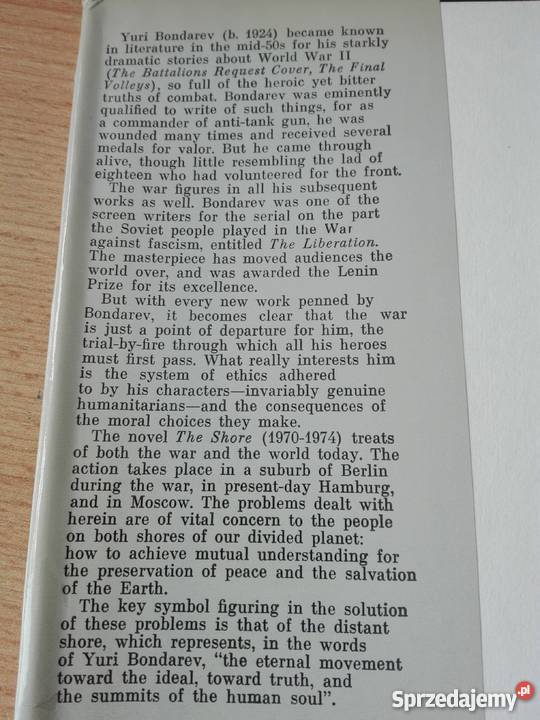 Yuri Bondarev (b. 1924) became known
in literature in the mid-50s for his starkly
dramatic stories about World War II
(The Battalions Request Cover, The Final
Volleys), so full of the heroic yet bitter
truths of combat. Bondarev was eminently
qualified to write of such things, for as
a commander of anti-tank gun, he was
wounded many times and received several
medals for valor. But he came through
alive, though little resembling the lad of
eighteen who had volunteered for the front.
The war figures in all his subsequent
works as well. Bondarev was one of the
screen writers for the serial on the part
the Soviet people played in the War
against fascism, entitled The Liberation.
The masterpiece has moved audiences the
world over, and was awarded the Lenin
Prize for its excellence.
But with every new work penned by
Bondarev, it becomes clear that the war
is just a point of departure for him, the
trial-by-fire through which all his heroes
must first pass. What really interests him
is the system of ethics adhered
to by his characters—invariably genuine
humanitarians—and the consequences of
the moral choices they make.
The novel The Shore (1970-1974) treats
of both the war and the world today. The
action takes place in a suburb of Berlin
during the war, in present-day Hamburg,
and in Moscow. The problems dealt with
herein are of vital concern to the people
on both shores of our divided planet:
how to achieve mutual understanding for
the preservation of peace and the salvation
of the Earth.
The key symbol figuring in the solution
of these problems is that of the distant
shore, which represents, in the words
of Yuri Bondarev, "the eternal movement
toward the ideal, toward truth, and
the summits of the human soul".
Sprzedajemy.pl